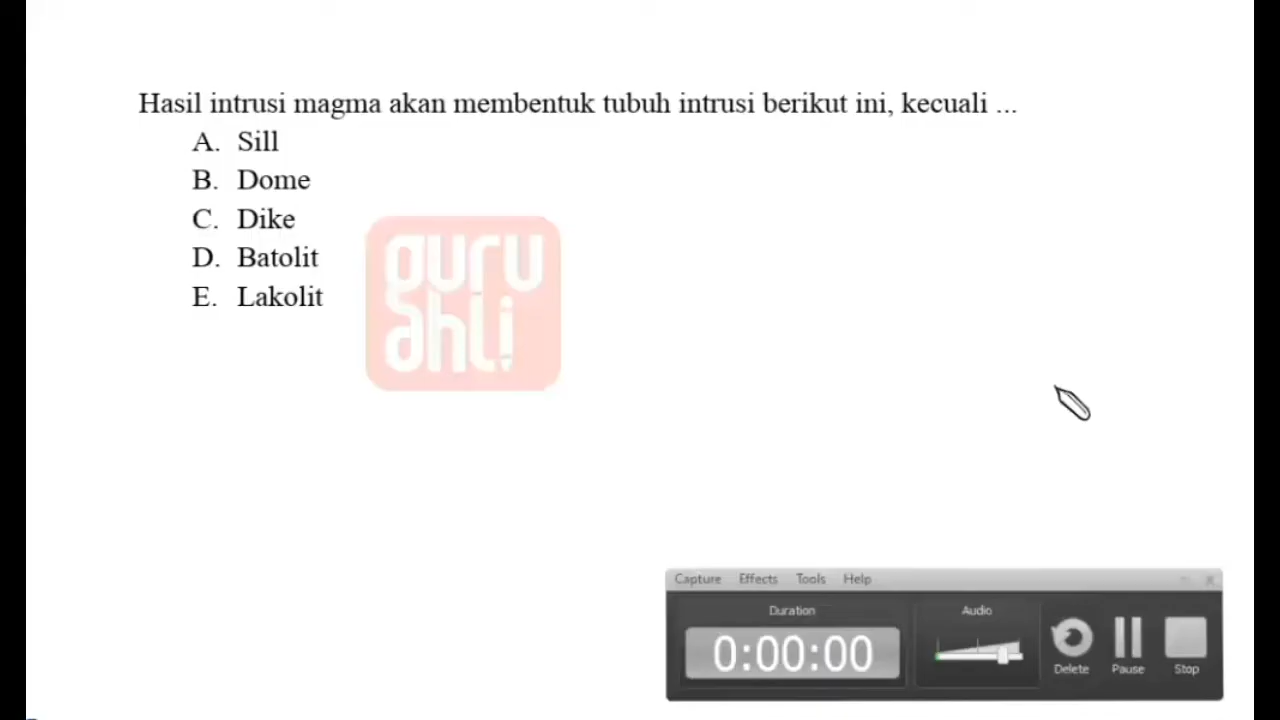 Hasil intrusi magma akan membentuk tubuh intrusi berikut ini, kecuali ...
A. Sill
B. Dome
C. Dike
D. Batolit
E. Lakolit
guru
ahli
Capture Effects Tools Help
Duration Audio
0:00:00
Delete Pause Stop